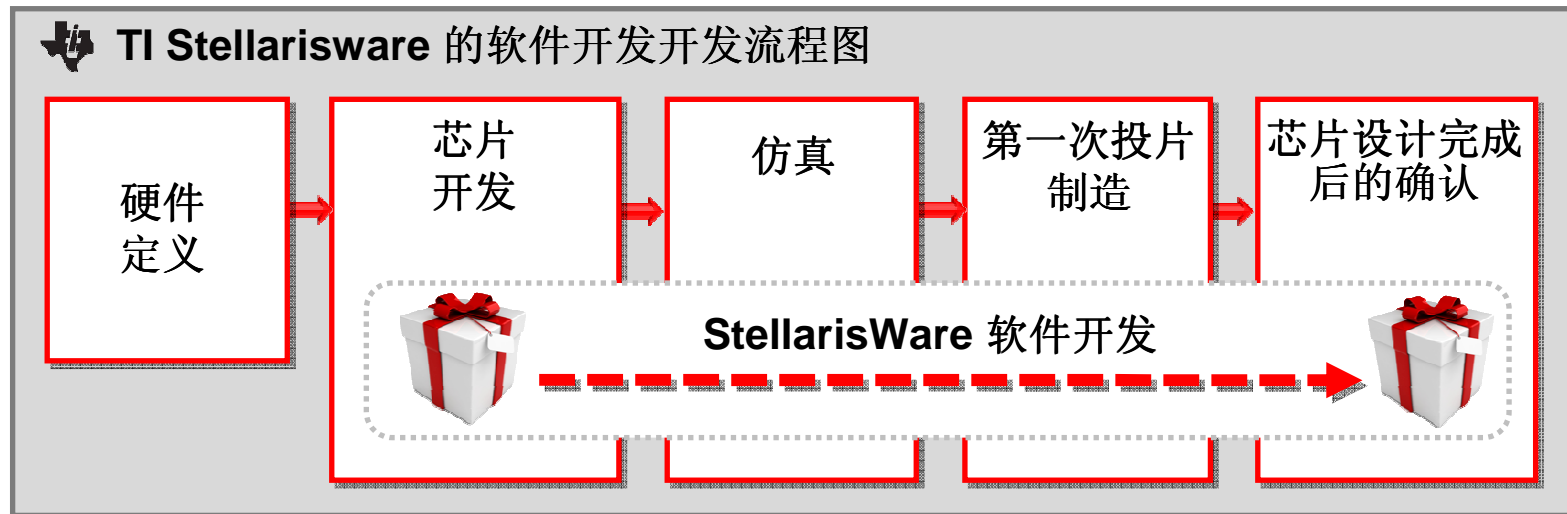 TI Stellarisware 的软件开发开发流程图
硬件
定义
芯片
开发
仿真
第一次投片
制造
芯片设计完成
后的确认
StellarisWare 软件开发